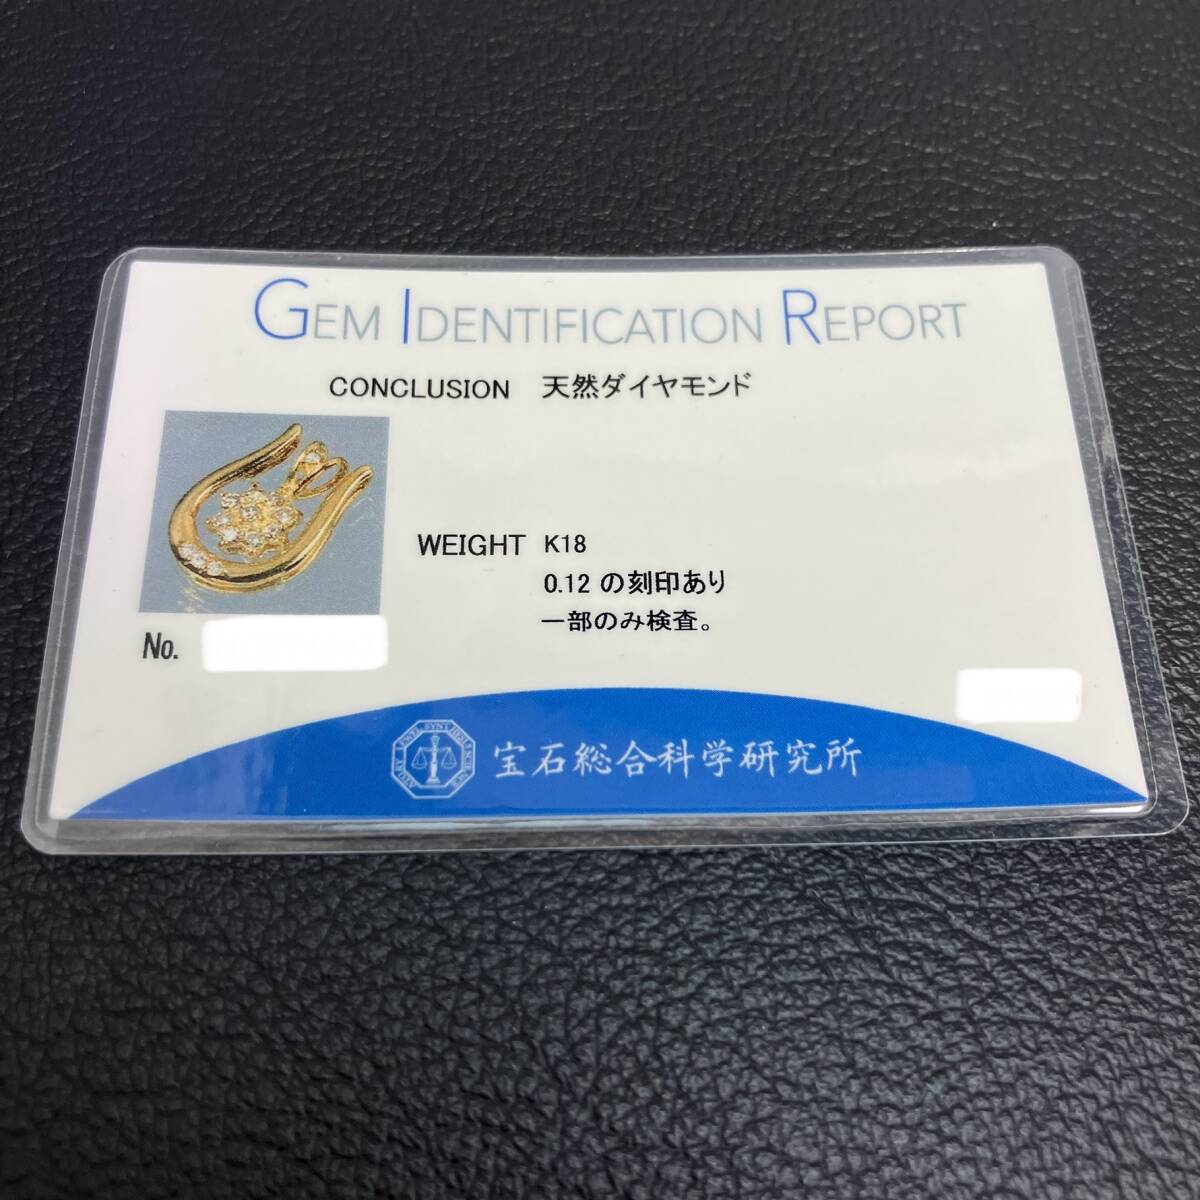 GEM IDENTIFICATION REPORT
CONCLUSION 天然ダイヤモンド
WEIGHT K18
0.12 の刻印あり
一部のみ検査。
No.
宝石総合科学研究所